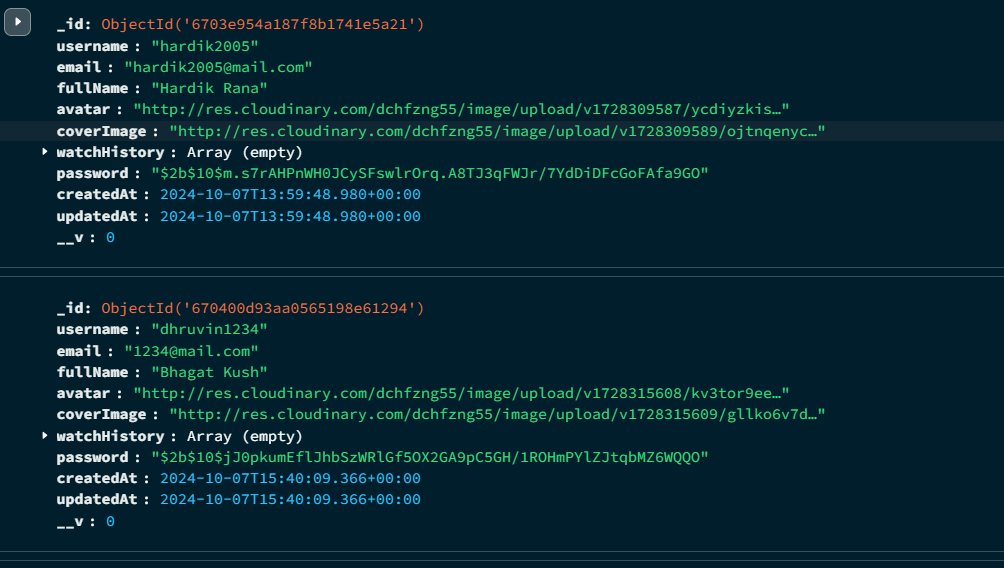 _id: ObjectId('6703e954a187f8b1741e5a21')
username : "hardik2005"
email : "hardik2005@mail.com"
fullName : "Hardik Rana"
avatar : "http://res.cloudinary.com/dchfzng55/image/upload/v1728309587/ycdiyzkis…"
coverImage : "http://res.cloudinary.com/dchfzng55/image/upload/v1728309589/ojtnqenyc…"
watchHistory : Array (empty)
password : "$2b$10$m.s7rAHPnWH0JCySFswlrOrq.A8TJ3qFWJr/7YdDiDFcGoFAfa9GO"
createdAt : 2024-10-07T13:59:48.980+00:00
updatedAt : 2024-10-07T13:59:48.980+00:00
__v : 0
_id: ObjectId('670400d93aa0565198e61294')
username : "dhruvin1234"
email : "1234@mail.com"
fullName : "Bhagat Kush"
avatar : "http://res.cloudinary.com/dchfzng55/image/upload/v1728315608/kv3tor9ee…"
coverImage : "http://res.cloudinary.com/dchfzng55/image/upload/v1728315609/gllko6v7d…"
watchHistory : Array (empty)
password : "$2b$10$jJ0pkumEflJhbSzWRlGf5OX2GA9pC5GH/1ROHmPYlZJtqbMZ6WQQO"
createdAt : 2024-10-07T15:40:09.366+00:00
updatedAt : 2024-10-07T15:40:09.366+00:00
__v : 0